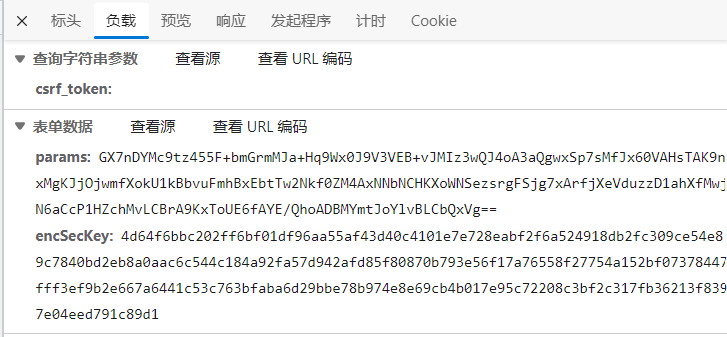 标头 负载 预览 响应 发起程序 计时 Cookie
查询字符串参数 查看源 查看 URL 编码
csrf_token:
表单数据 查看源 查看 URL 编码
params: GX7nDYMc9tz455F+bmGrmMJa+Hq9Wx0J9V3VEB+vJMIz3wQJ4oA3aQgwxSp7sMfJx60VAHsTAK9n
xMgKJjOjwmfXokU1kBbvuFmhBxEbtTw2Nkf0ZM4AxNNbNCHKXoWNSezsrgFSjg7xArfjXeVduzzD1ahXfMwj
N6aCcP1HZchMvLCBrA9KxToUE6fAYE/QhoADBMYmtJoYlvBLCbQxVg==
encSecKey: 4d64f6bbc202ff6bf01df96aa55af43d40c4101e7e728eabf2f6a524918db2fc309ce54e8
9c7840bd2eb8a0aac6c544c184a92fa57d942afd85f80870b793e56f17a76558f27754a152bf07378447
fff3ef9b2e667a6441c53c763bfaba6d29bbe78b974e8e69cb4b017e95c72208c3bf2c317fb36213f839
7e04eed791c89d1